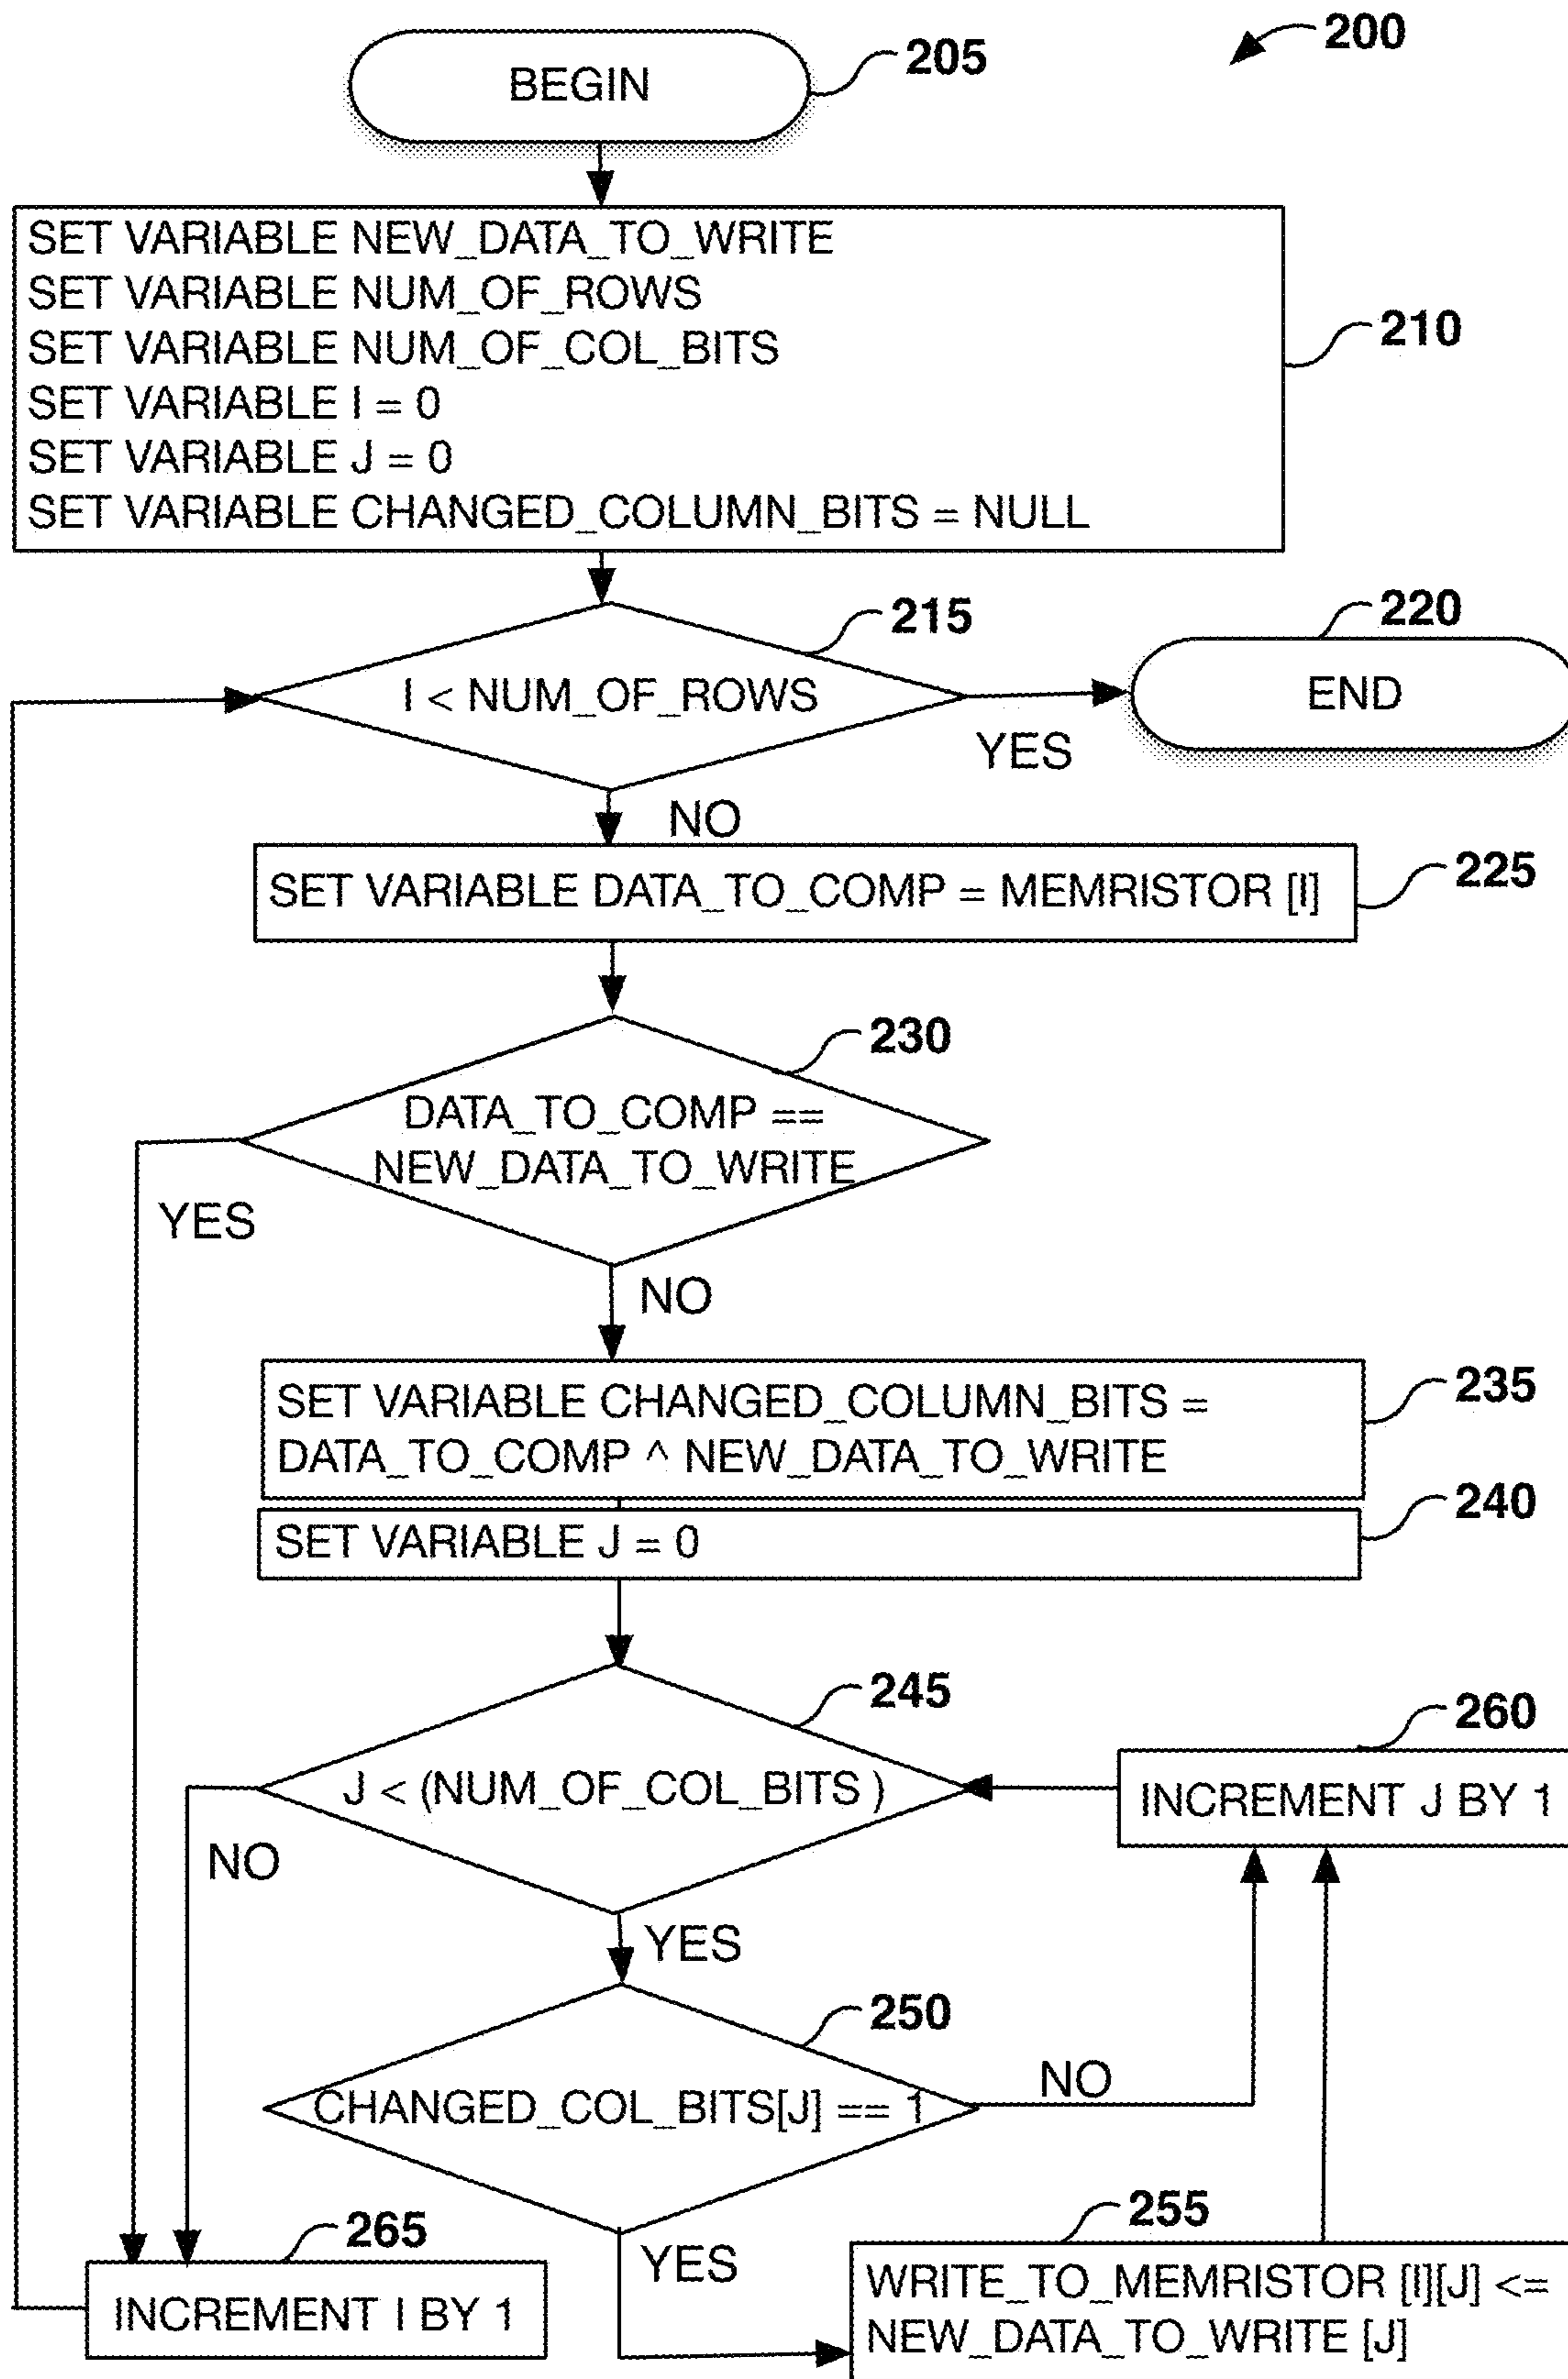 200
BEGIN
205
SET VARIABLE NEW_DATA_TO_WRITE
SET VARIABLE NUM_OF_ROWS
SET VARIABLE NUM_OF_COL_BITS
SET VARIABLE I = 0
SET VARIABLE J = 0
SET VARIABLE CHANGED_COLUMN_BITS = NULL
210
215
I < NUM_OF_ROWS
YES
220
END
NO
SET VARIABLE DATA_TO_COMP = MEMRISTOR [I]
225
230
DATA_TO_COMP ==
NEW_DATA_TO_WRITE
YES
NO
SET VARIABLE CHANGED_COLUMN_BITS =
DATA_TO_COMP ^ NEW_DATA_TO_WRITE
235
SET VARIABLE J = 0
240
245
J < (NUM_OF_COL_BITS )
NO
YES
260
INCREMENT J BY 1
250
CHANGED_COL_BITS[J] == 1
NO
YES
255
WRITE_TO_MEMRISTOR [I][J] <=
NEW_DATA_TO_WRITE [J]
265
INCREMENT I BY 1